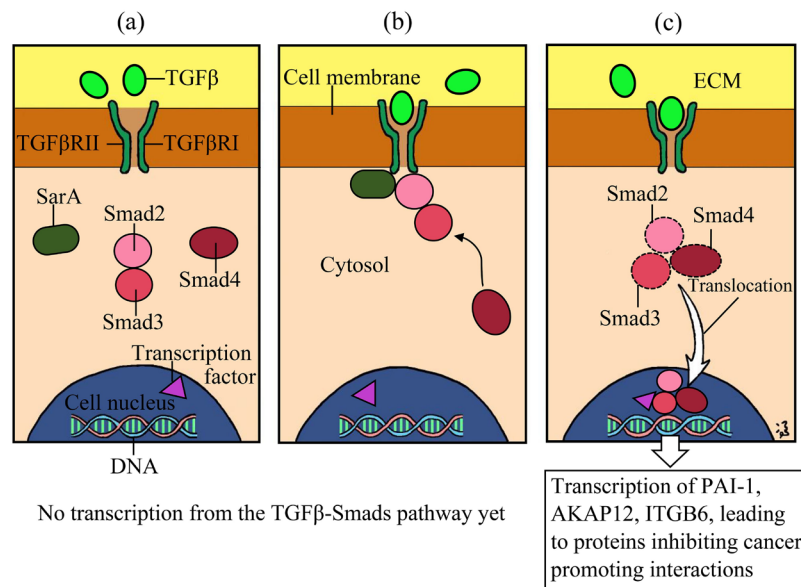 (a)
TGFβ
TGFβRII
TGFβRI
SarA
Smad2
Smad4
Smad3
Transcription
factor
Cell nucleus
DNA
(b)
Cell membrane
Cytosol
No transcription from the TGFβ-Smads pathway yet
(c)
ECM
Smad2
Smad4
Translocation
Smad3
Transcription of PAI-1,
AKAP12, ITGB6, leading
to proteins inhibiting cancer
promoting interactions